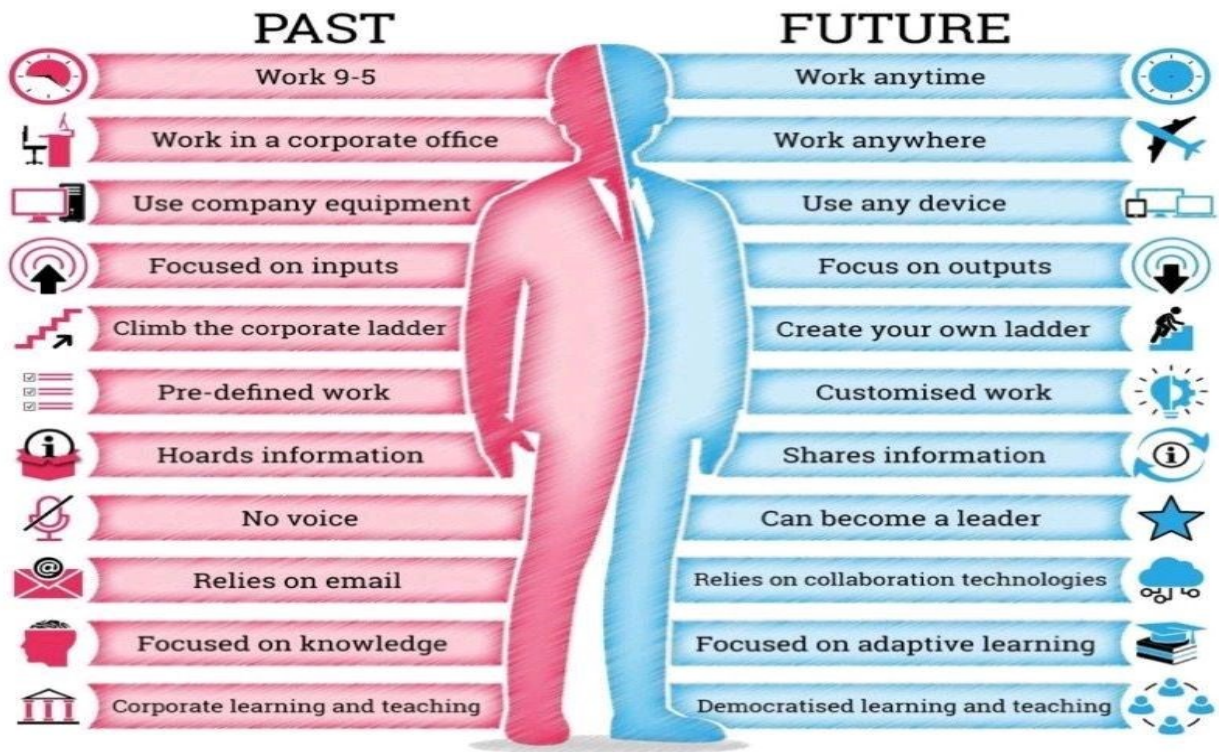 PAST
FUTURE
Work 9-5
Work anytime
Work in a corporate office
Work anywhere
Use company equipment
Use any device
Focused on inputs
Focus on outputs
Climb the corporate ladder
Create your own ladder
Pre-defined work
Customised work
Hoards information
Shares information
No voice
Can become a leader
Relies on email
Relies on collaboration technologies
Focused on knowledge
Focused on adaptive learning
Corporate learning and teaching
Democratised learning and teaching